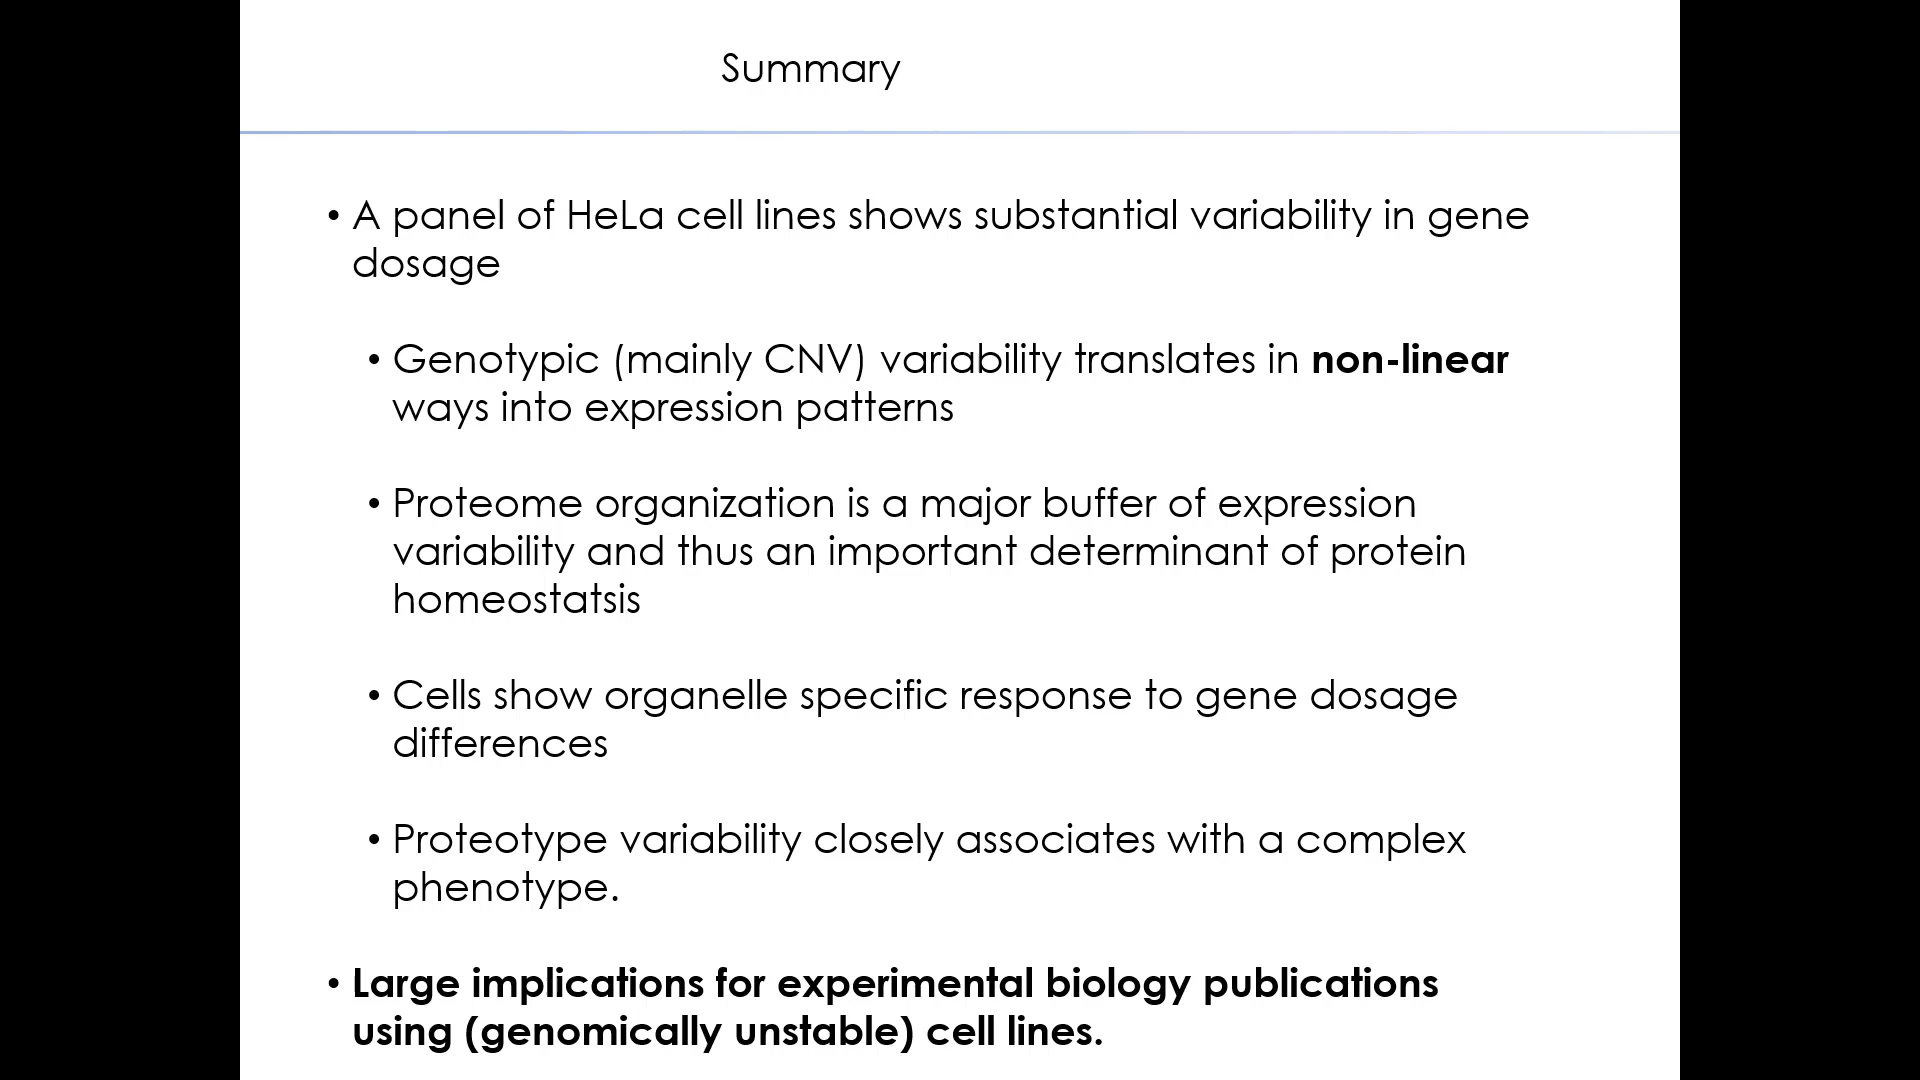 Summary
• A panel of HeLa cell lines shows substantial variability in gene
dosage
• Genotypic (mainly CNV) variability translates in non-linear
ways into expression patterns
• Proteome organization is a major buffer of expression
variability and thus an important determinant of protein
homeostatsis
• Cells show organelle specific response to gene dosage
differences
• Proteotype variability closely associates with a complex
phenotype.
• Large implications for experimental biology publications
using (genomically unstable) cell lines.